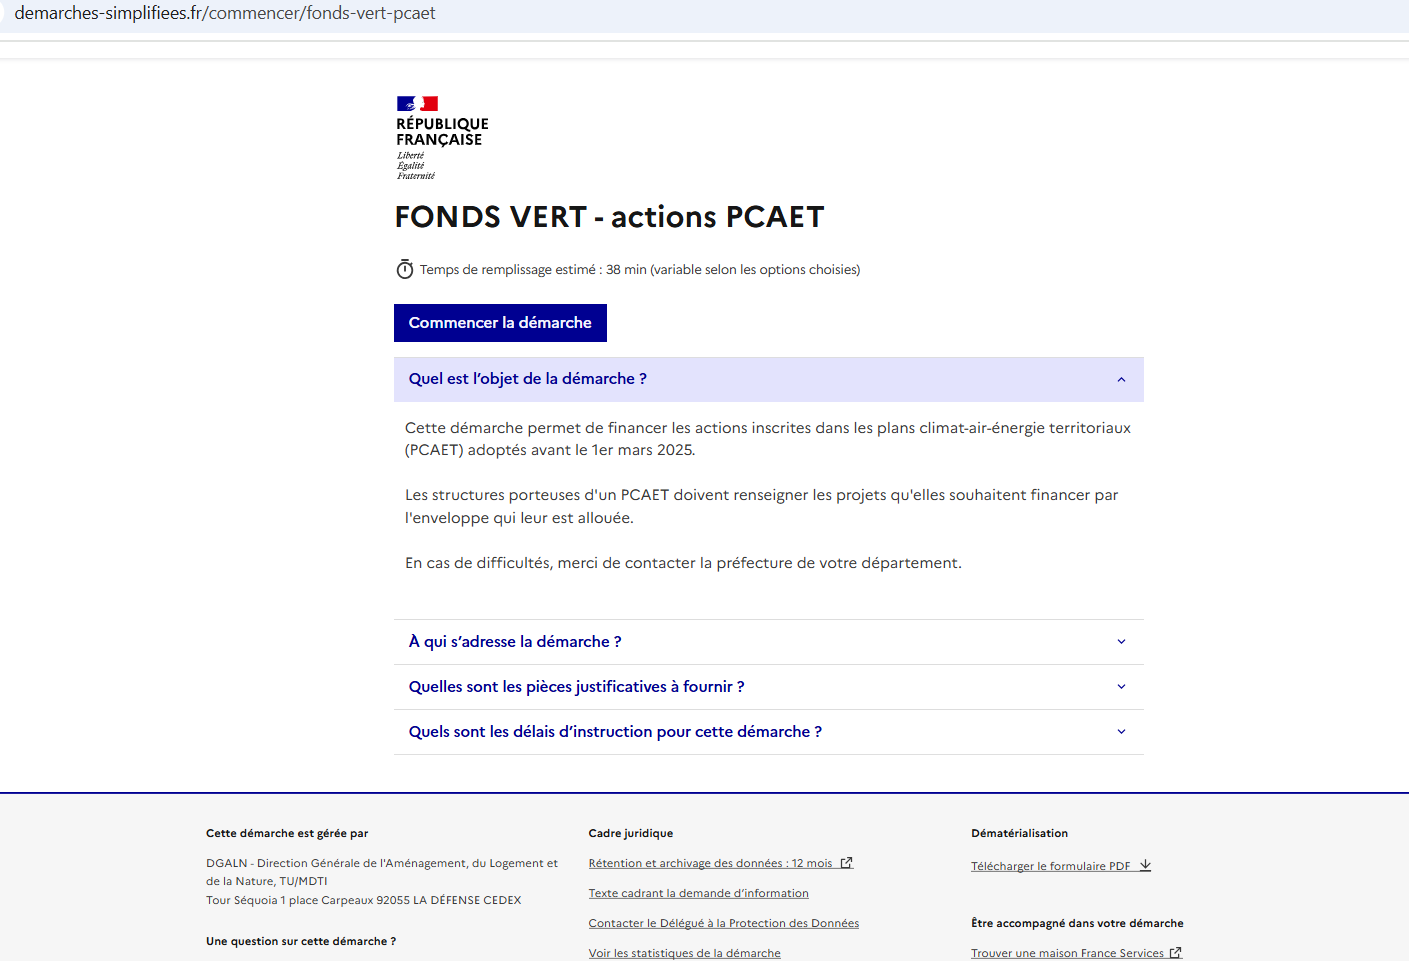 demarches-simplifiees.fr/commencer/fonds-vert-pcaet
RÉPUBLIQUE
FRANÇAISE
Liberté
Égalité
Fraternité
FONDS VERT - actions PCAET
Temps de remplissage estimé : 38 min (variable selon les options choisies)
Commencer la démarche
Quel est l’objet de la démarche ?
Cette démarche permet de financer les actions inscrites dans les plans climat-air-énergie territoriaux
(PCAET) adoptés avant le 1er mars 2025.
Les structures porteuses d'un PCAET doivent renseigner les projets qu'elles souhaitent financer par
l'enveloppe qui leur est allouée.
En cas de difficultés, merci de contacter la préfecture de votre département.
À qui s’adresse la démarche ?
Quelles sont les pièces justificatives à fournir ?
Quels sont les délais d’instruction pour cette démarche ?
Cette démarche est gérée par
DGALN - Direction Générale de l'Aménagement, du Logement et
de la Nature, TU/MDTI
Tour Séquoia 1 place Carpeaux 92055 LA DÉFENSE CEDEX
Une question sur cette démarche ?
Cadre juridique
Rétention et archivage des données : 12 mois
Texte cadrant la demande d’information
Contacter le Délégué à la Protection des Données
Voir les statistiques de la démarche
Dématérialisation
Télécharger le formulaire PDF
Être accompagné dans votre démarche
Trouver une maison France Services